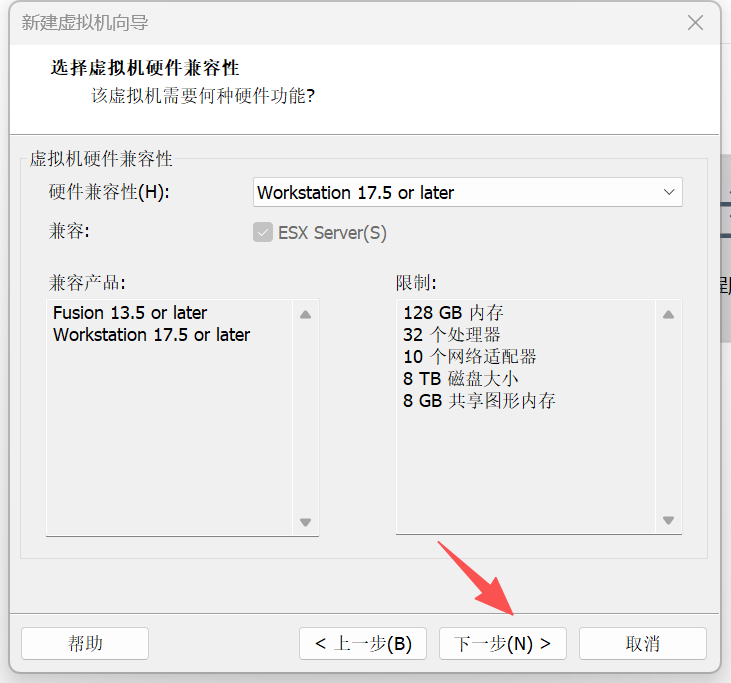 新建虚拟机向导
选择虚拟机硬件兼容性
该虚拟机需要何种硬件功能?
虚拟机硬件兼容性
硬件兼容性(H):
Workstation 17.5 or later
兼容:
ESX Server(S)
兼容产品:
Fusion 13.5 or later
Workstation 17.5 or later
限制:
128 GB 内存
32 个处理器
10 个网络适配器
8 TB 磁盘大小
8 GB 共享图形内存
帮助
< 上一步(B)
下一步(N) >
取消